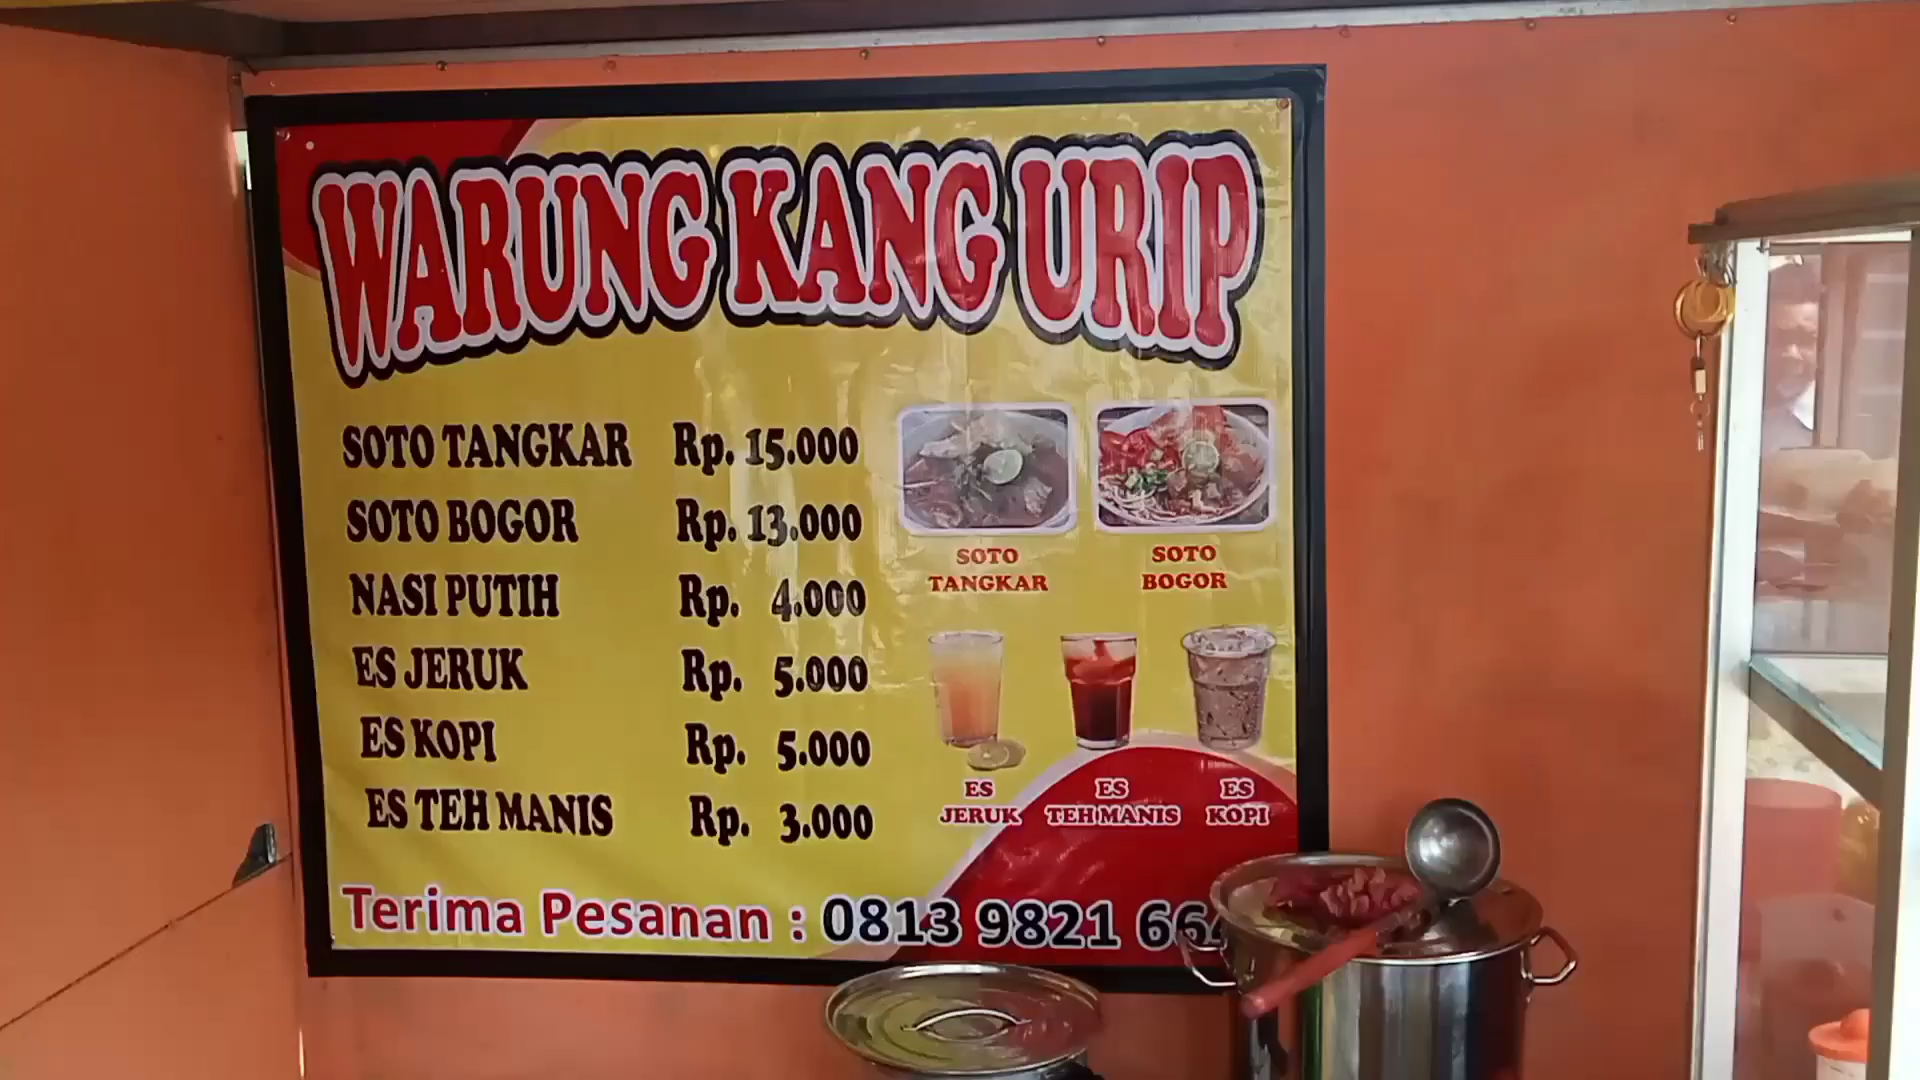 WARUNG KANG URIP
SOTO TANGKAR Rp. 15.000
SOTO BOGOR Rp. 13.000
NASI PUTIH Rp. 4.000
ES JERUK Rp. 5.000
ES KOPI Rp. 5.000
ES TEH MANIS Rp. 3.000
SOTO
TANGKAR
SOTO
BOGOR
ES
JERUK
ES
TEH MANIS
ES
KOPI
Terima Pesanan : 0813 9821